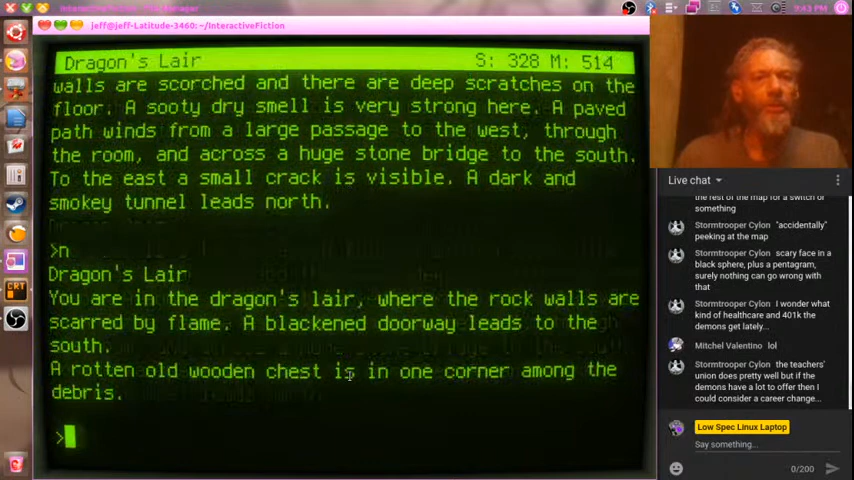 9:43 PM
jeff@jeff-Latitude-3460: ~/InteractiveFiction
Dragon's Lair S: 328 M: 514
walls are scorched and there are deep scratches on the
floor. A sooty dry smell is very strong here. A paved
path winds from a large passage to the west, through
the room, and across a huge stone bridge to the south.
To the east a small crack is visible. A dark and
smokey tunnel leads north.
>n
Dragon's Lair
You are in the dragon's lair, where the rock walls are
scarred by flame. A blackened doorway leads to the
south.
A rotten old wooden chest is in one corner among the
debris.
>
CRT
Live chat
the rest of the map for a switch or
something
Stormtrooper Cylon "accidentally"
peeking at the map
Stormtrooper Cylon scary face in a
black sphere, plus a pentagram,
surely nothing can go wrong with
that
Stormtrooper Cylon I wonder what
kind of healthcare and 401k the
demons get lately...
Mitchel Valentino lol
Stormtrooper Cylon the teachers'
union does pretty well but if the
demons have a lot to offer then I
could consider a career change...
Low Spec Linux Laptop
Say something...
0/200